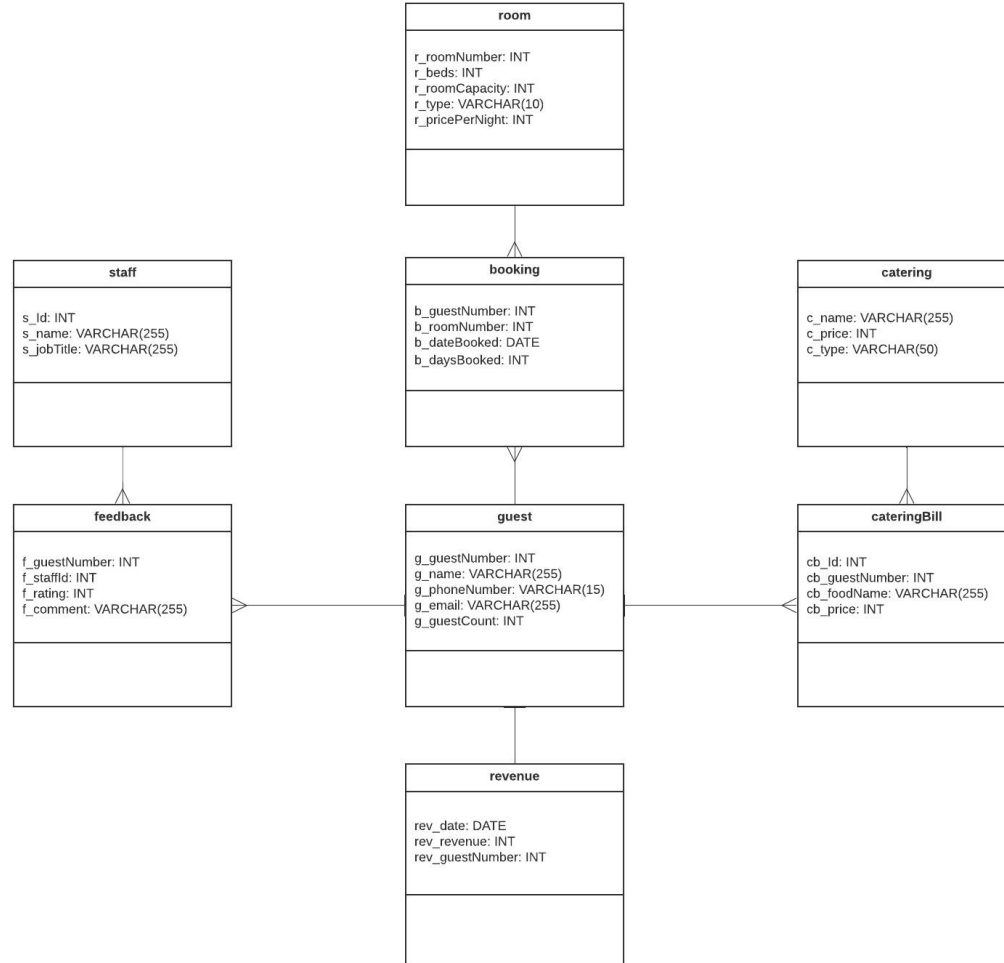 room
r_roomNumber: INT
r_beds: INT
r_roomCapacity: INT
r_type: VARCHAR(10)
r_pricePerNight: INT
staff
s_Id: INT
s_name: VARCHAR(255)
s_jobTitle: VARCHAR(255)
booking
b_guestNumber: INT
b_roomNumber: INT
b_dateBooked: DATE
b_daysBooked: INT
catering
c_name: VARCHAR(255)
c_price: INT
c_type: VARCHAR(50)
feedback
f_guestNumber: INT
f_staffId: INT
f_rating: INT
f_comment: VARCHAR(255)
guest
g_guestNumber: INT
g_name: VARCHAR(255)
g_phoneNumber: VARCHAR(15)
g_email: VARCHAR(255)
g_guestCount: INT
cateringBill
cb_Id: INT
cb_guestNumber: INT
cb_foodName: VARCHAR(255)
cb_price: INT
revenue
rev_date: DATE
rev_revenue: INT
rev_guestNumber: INT